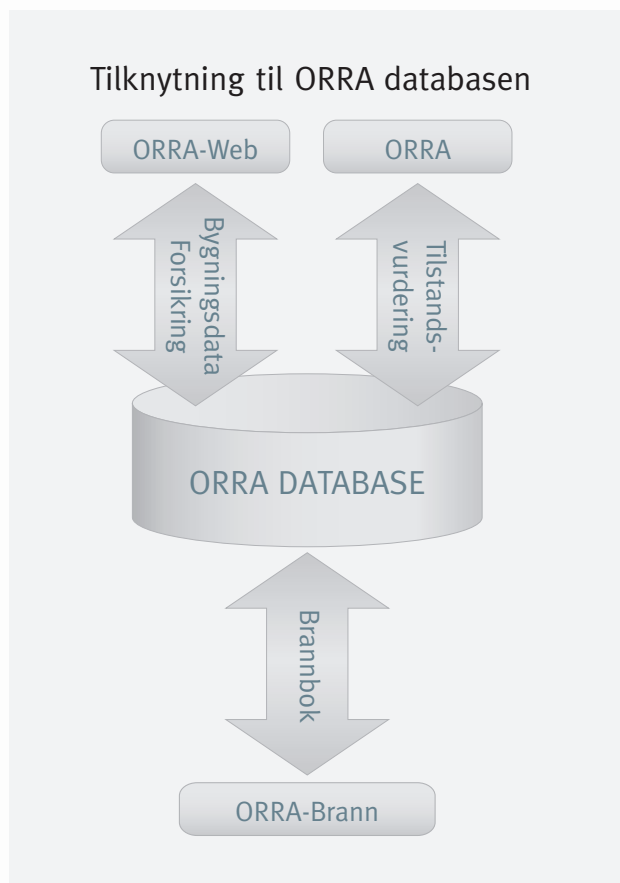 Tilknytning til ORRA databasen
ORRA-Web
ORRA
Bygningsdata
Forsikring
Tilstands-
vurdering
ORRA DATABASE
Brannbok
ORRA-Brann